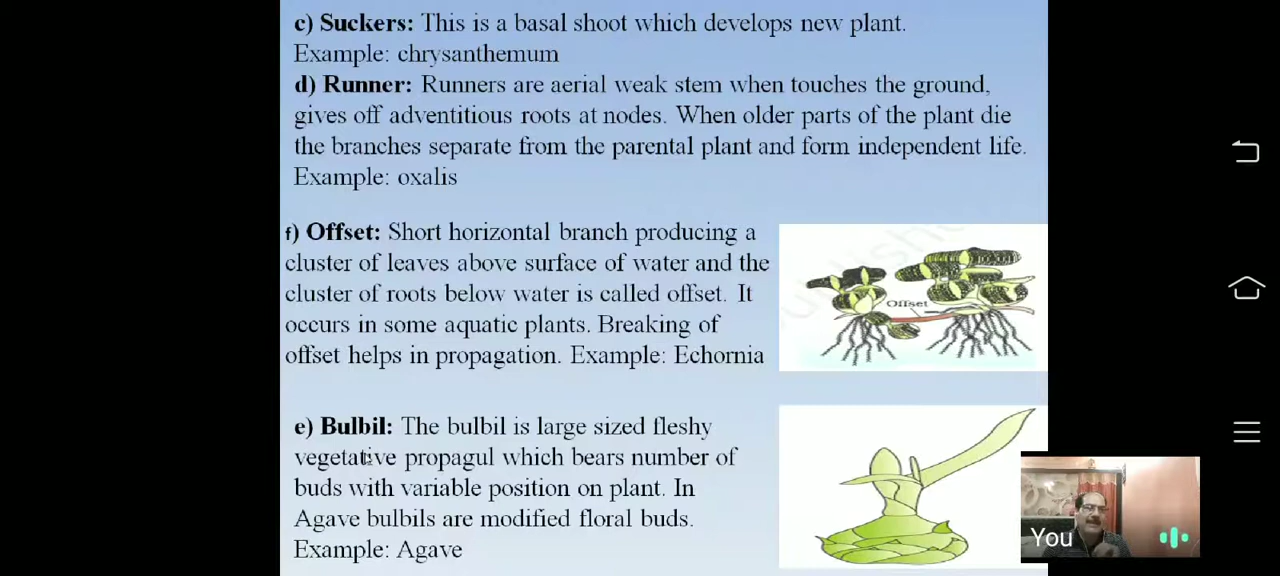 c) Suckers: This is a basal shoot which develops new plant.
Example: chrysanthemum
d) Runner: Runners are aerial weak stem when touches the ground,
gives off adventitious roots at nodes. When older parts of the plant die
the branches separate from the parental plant and form independent life.
Example: oxalis
f) Offset: Short horizontal branch producing a
cluster of leaves above surface of water and the
cluster of roots below water is called offset. It
occurs in some aquatic plants. Breaking of
offset helps in propagation. Example: Echornia
Offset
e) Bulbil: The bulbil is large sized fleshy
vegetative propagul which bears number of
buds with variable position on plant. In
Agave bulbils are modified floral buds.
Example: Agave
You